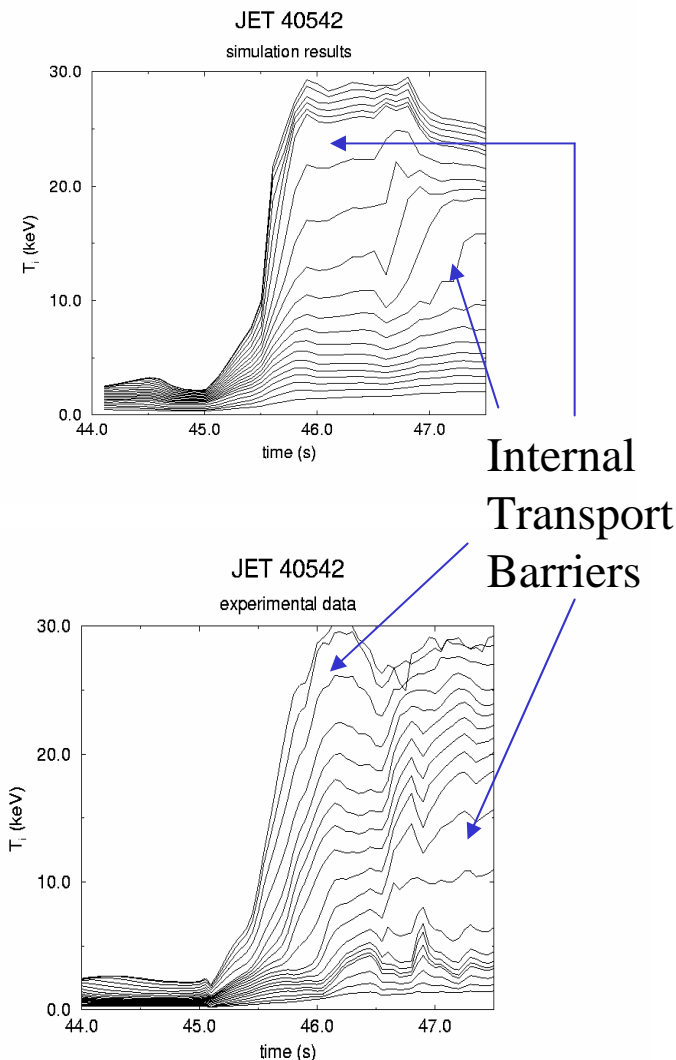 JET 40542
simulation results
30.0
20.0
10.0
0.0
T_i (keV)
44.0 45.0 46.0 47.0
time (s)
Internal
Transport
Barriers
JET 40542
experimental data
30.0
20.0
10.0
0.0
T_i (keV)
44.0 45.0 46.0 47.0
time (s)